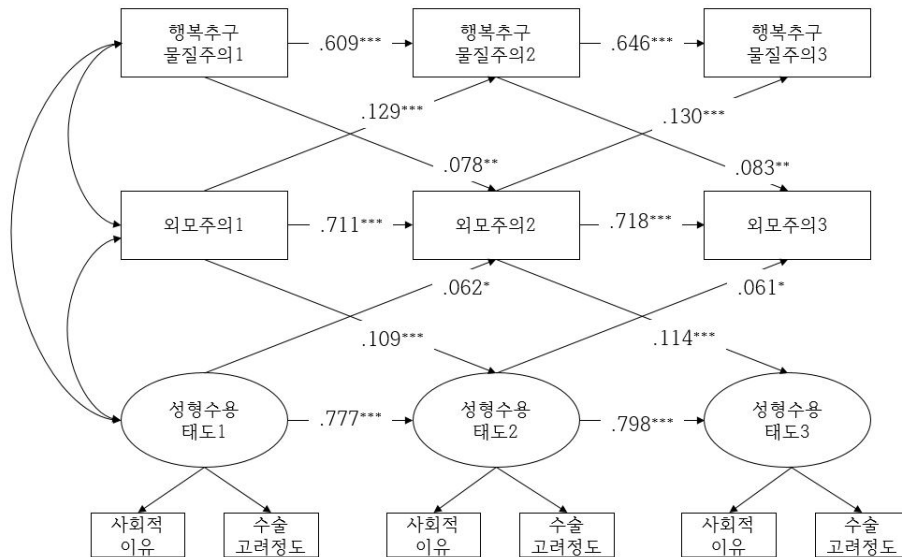 행복추구
물질주의1
.609***
행복추구
물질주의2
.646***
행복추구
물질주의3
.129***
.130***
.078**
.083**
외모주의1
.711***
외모주의2
.718***
외모주의3
.062*
.061*
.109***
.114***
성형수용
태도1
.777***
성형수용
태도2
.798***
성형수용
태도3
사회적
이유
수술
고려정도
사회적
이유
수술
고려정도
사회적
이유
수술
고려정도